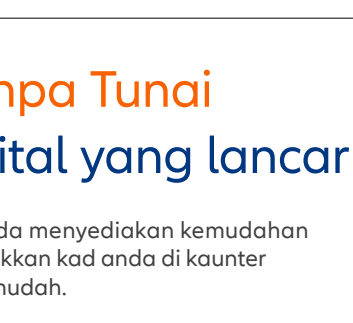 npa Tunai
ital yang lancar
da menyediakan kemudahan
kkan kad anda di kaunter
nudah.